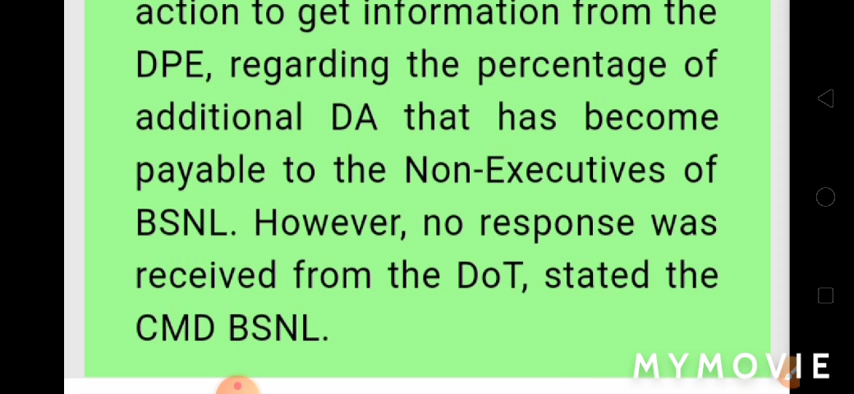 action to get information from the
DPE, regarding the percentage of
additional DA that has become
payable to the Non-Executives of
BSNL. However, no response was
received from the DoT, stated the
CMD BSNL.
MYMOVIE